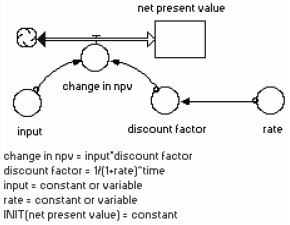 net present value
change in npv
input
discount factor
rate
change in npv = input*discount factor
discount factor = 1/(1+rate)^time
input = constant or variable
rate = constant or variable
INIT(net present value) = constant